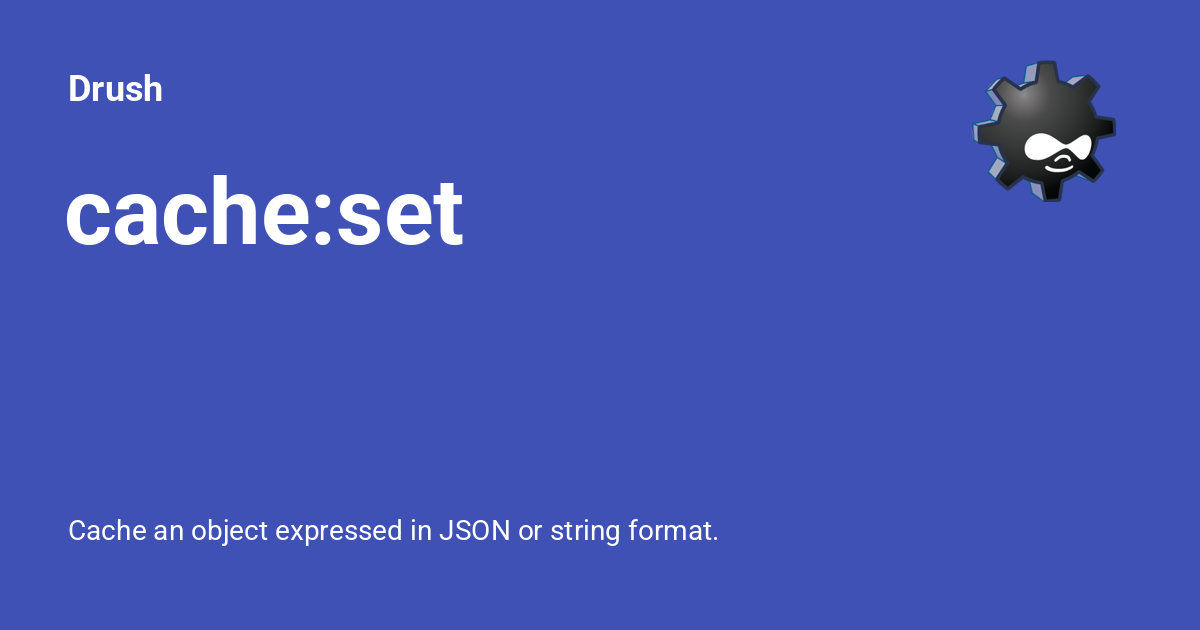 Drush
cache:set
Cache an object expressed in JSON or string format.